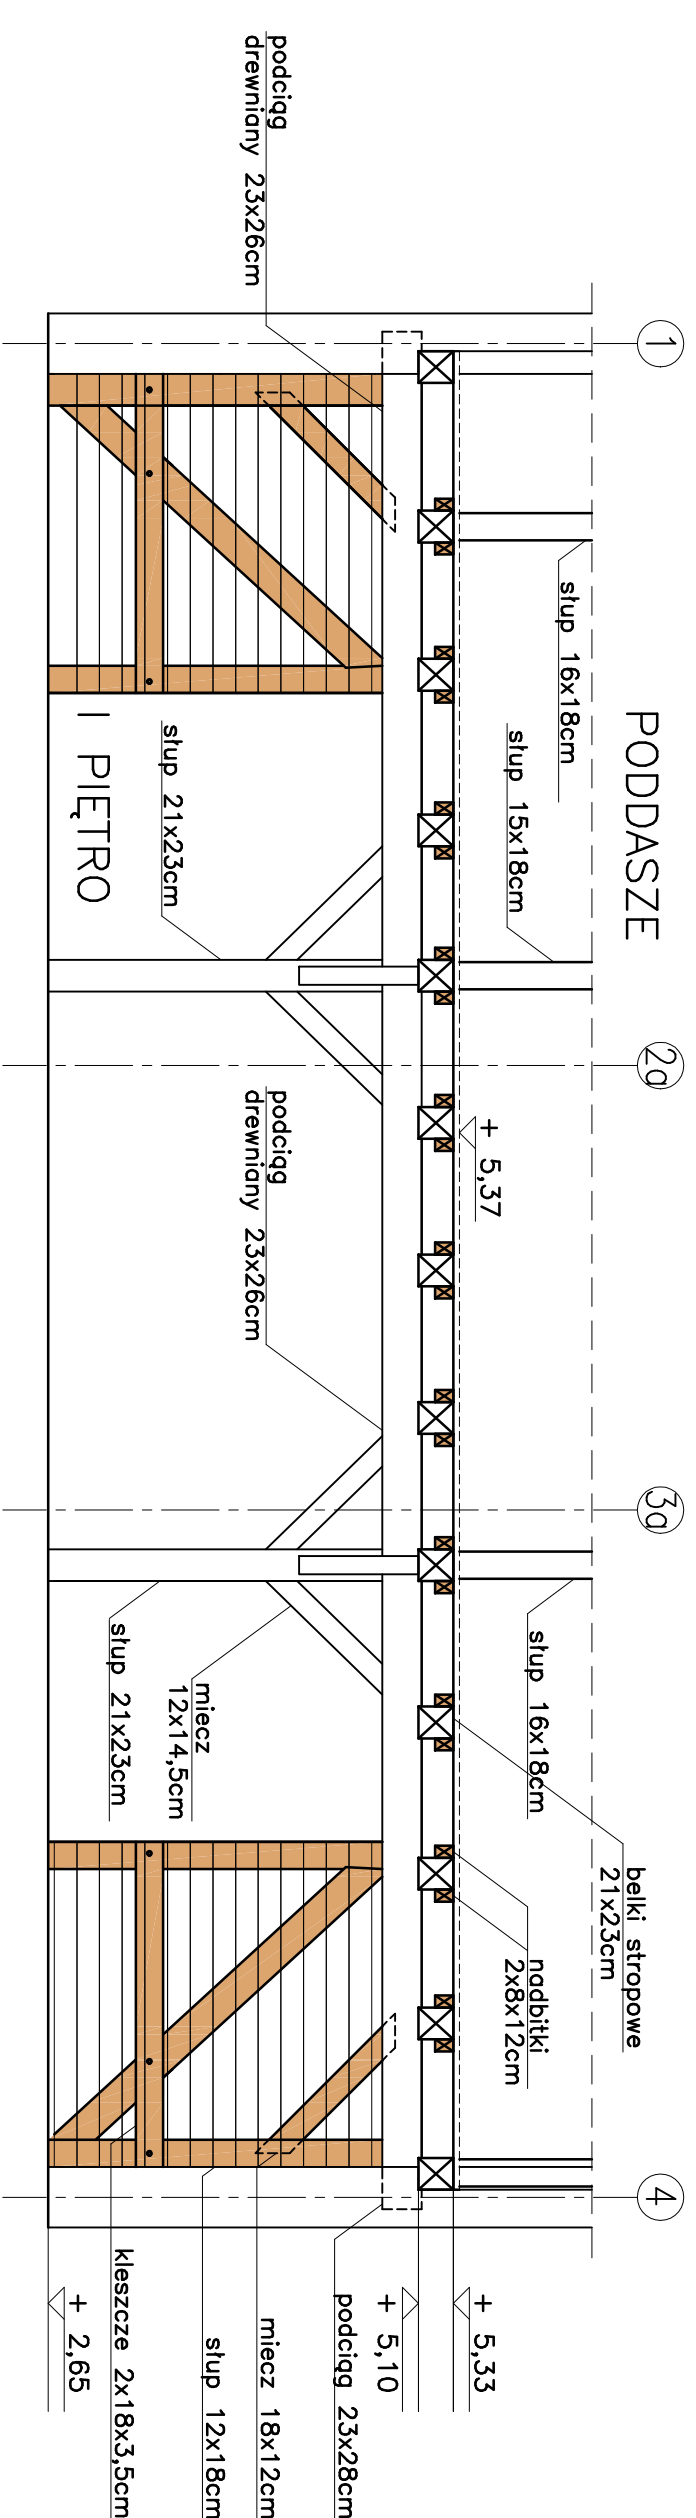 1
2a
3a
4
PODDASZE
słup 16x18cm
słup 15x18cm
+ 5,37
słup 16x18cm
belki stropowe
21x23cm
nadbitki
2x8x12cm
+ 5,33
+ 5,10
podciąg
drewniany 23x26cm
podciąg
drewniany 23x26cm
podciąg 23x28cm
miecz 18x12cm
słup 21x23cm
miecz
12x14,5cm
słup 12x18cm
słup 21x23cm
kleszcze 2x18x3,5cm
I PIĘTRO
+ 2,65